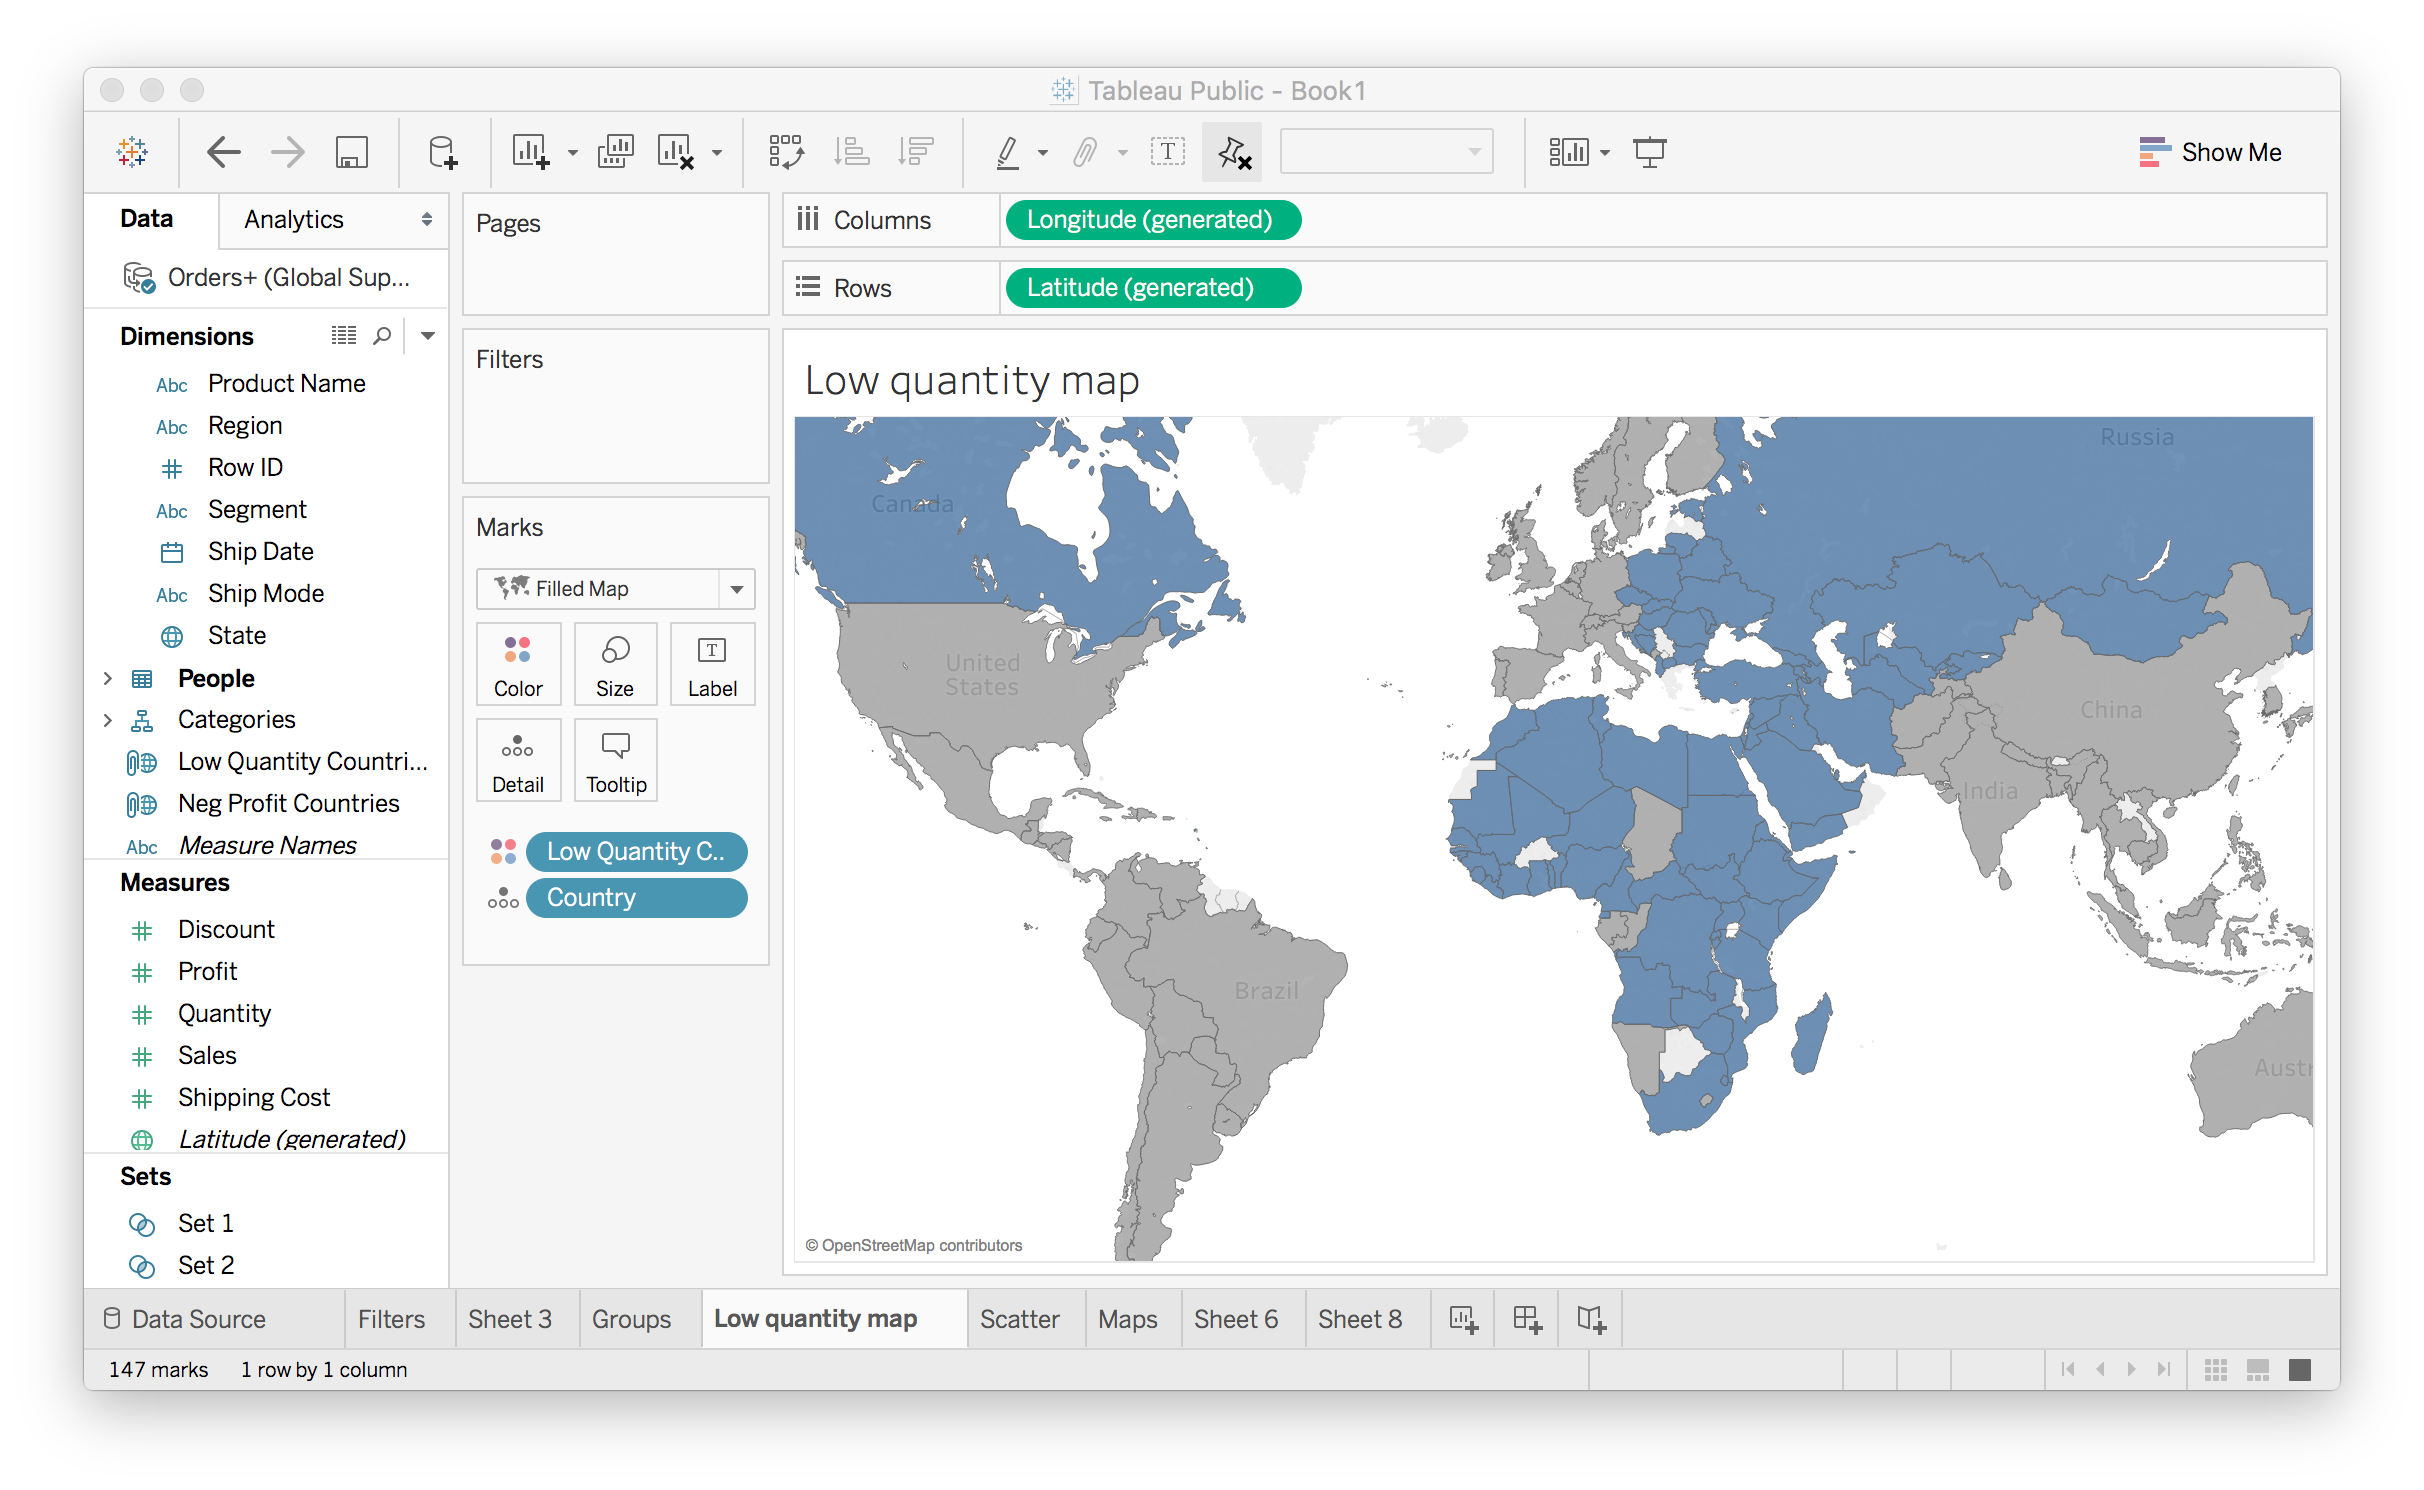 Tableau Public - Book1
Show Me
Data
Analytics
Orders+ (Global Sup...
Dimensions
Abc Product Name
Abc Region
Row ID
Abc Segment
Ship Date
Abc Ship Mode
State
People
Categories
Low Quantity Countri...
Neg Profit Countries
Abc Measure Names
Measures
Discount
Profit
Quantity
Sales
Shipping Cost
Latitude (generated)
Sets
Set 1
Set 2
Pages
Filters
Marks
Filled Map
Color
Size
T
Label
Detail
Tooltip
Low Quantity C..
Country
Columns
Longitude (generated)
Rows
Latitude (generated)
Low quantity map
Russia
Canada
United
States
China
India
Brazil
Austr
© OpenStreetMap contributors
Data Source
Filters
Sheet 3
Groups
Low quantity map
Scatter
Maps
Sheet 6
Sheet 8
147 marks
1 row by 1 column